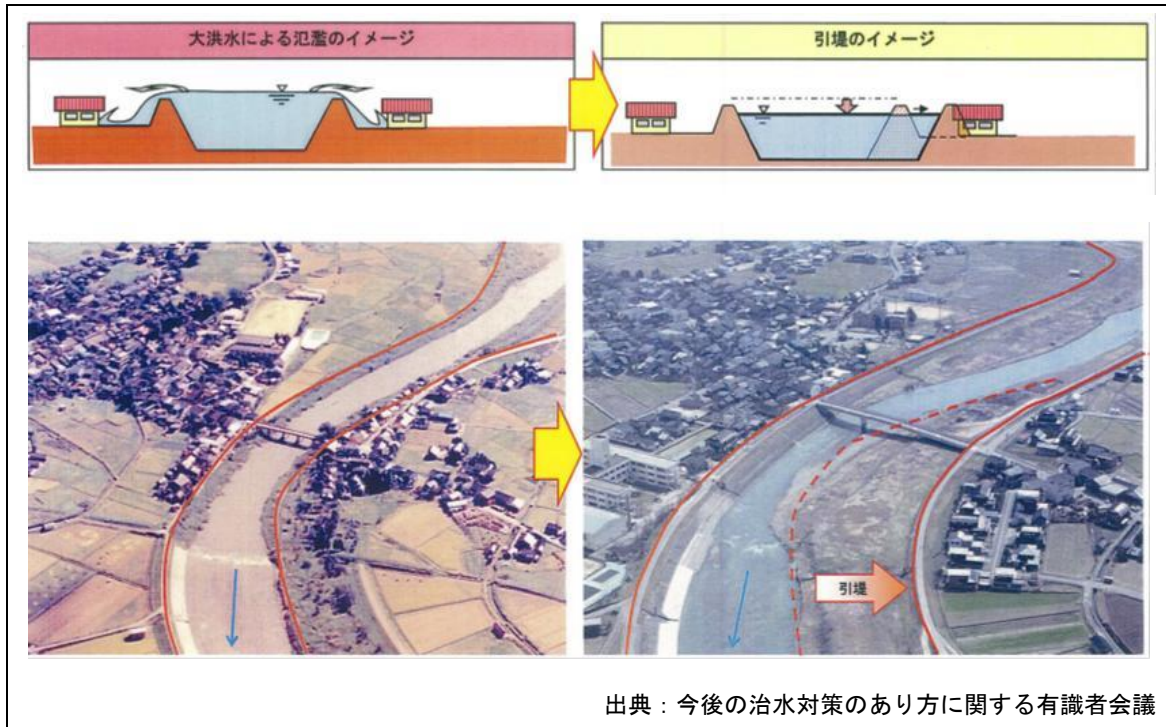 大洪水による氾濫のイメージ
引堤のイメージ
引堤
出典：今後の治水対策のあり方に関する有識者会議